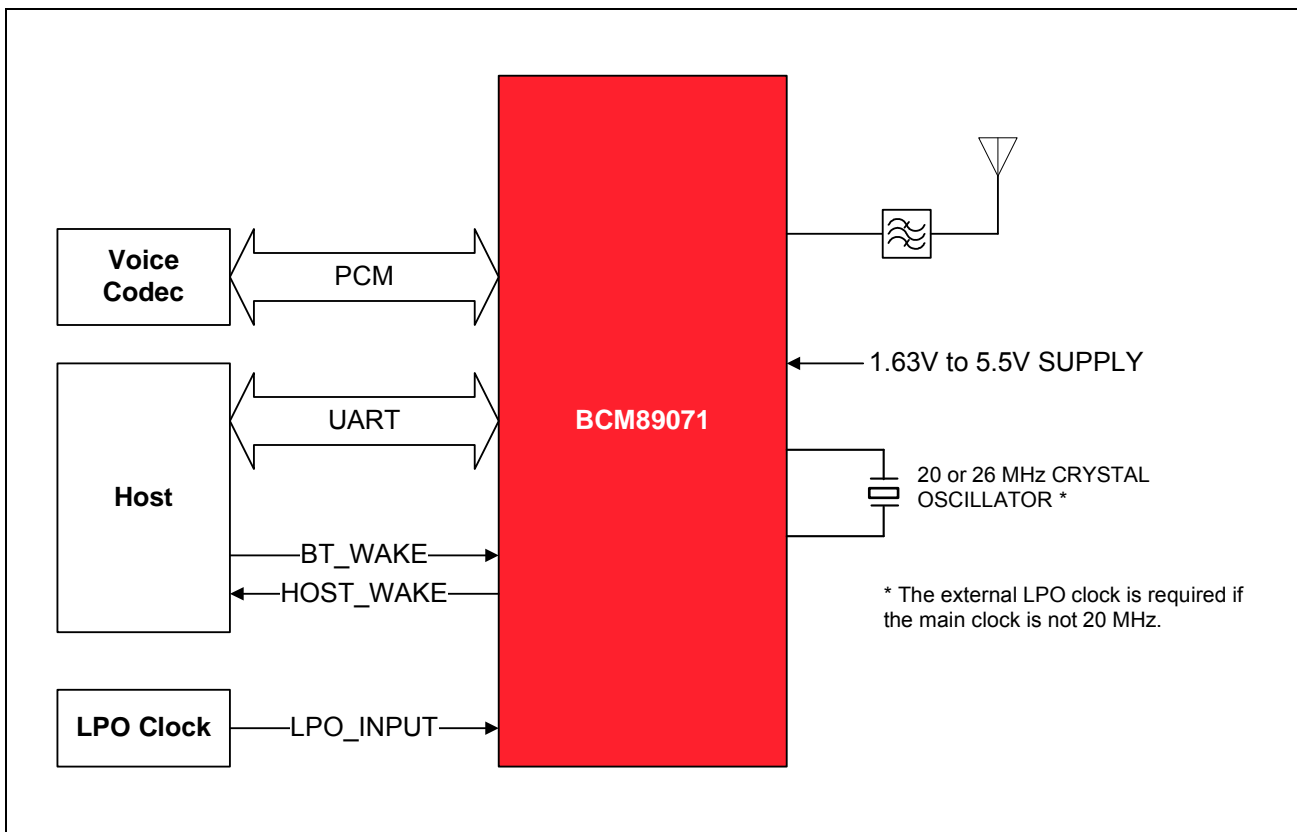 Voice
Codec
PCM
Host
UART
BT_WAKE
HOST_WAKE
LPO Clock
LPO_INPUT
BCM89071
1.63V to 5.5V SUPPLY
20 or 26 MHz CRYSTAL
OSCILLATOR *
* The external LPO clock is required if
the main clock is not 20 MHz.